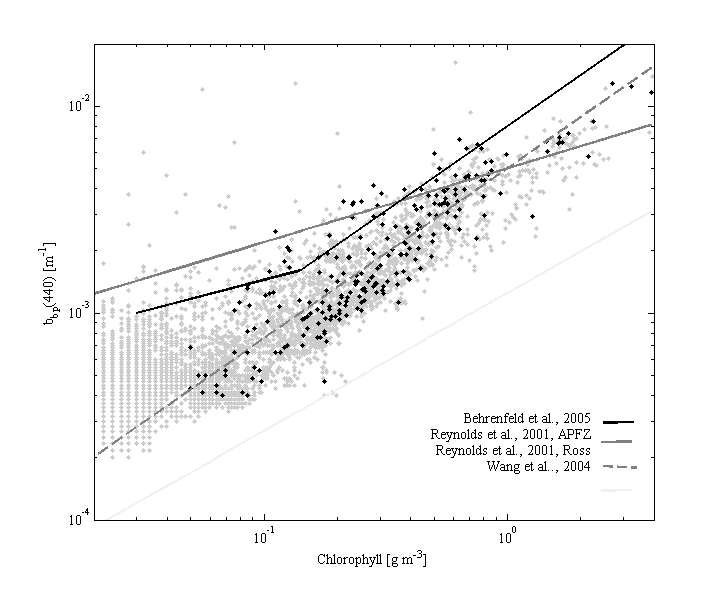 10-2
b_bp(440) [m-1]
10-3
Behrenfeld et al., 2005
Reynolds et al., 2001, APFZ
Reynolds et al., 2001, Ross
Wang et al.., 2004
10-4
10-1
100
Chlorophyll [g m-3]